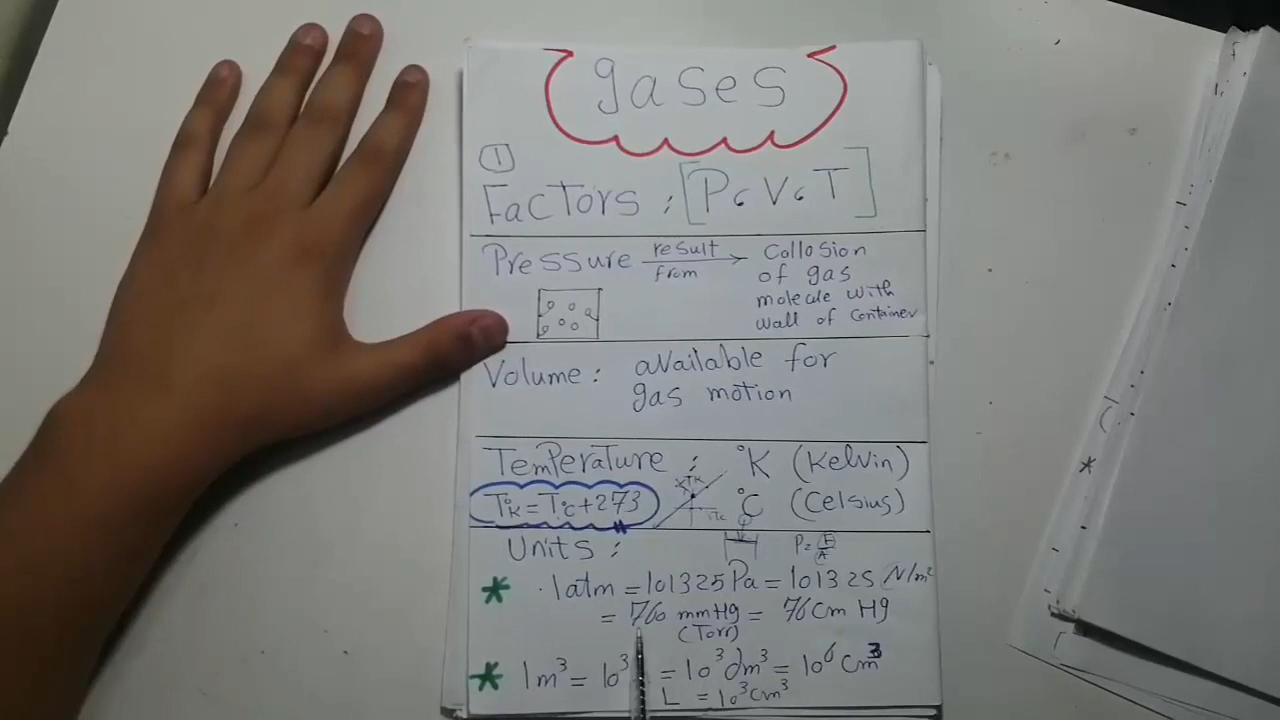 gases
①
Factors : [P، V، T]
Pressure result from → Collosion
of gas
molecule with
wall of Container
Volume : available for
gas motion
Temperature : °K (Kelvin)
T°K = T°C + 273 °C (Celsius)
Units :
P = F/A
* 1 atm = 101325 Pa = 101325 N/m²
= 760 mmHg = 76 Cm Hg
(Torr)
* 1m³ = 10³ = 10³ dm³ = 10⁶ Cm³
L = 10³ Cm³